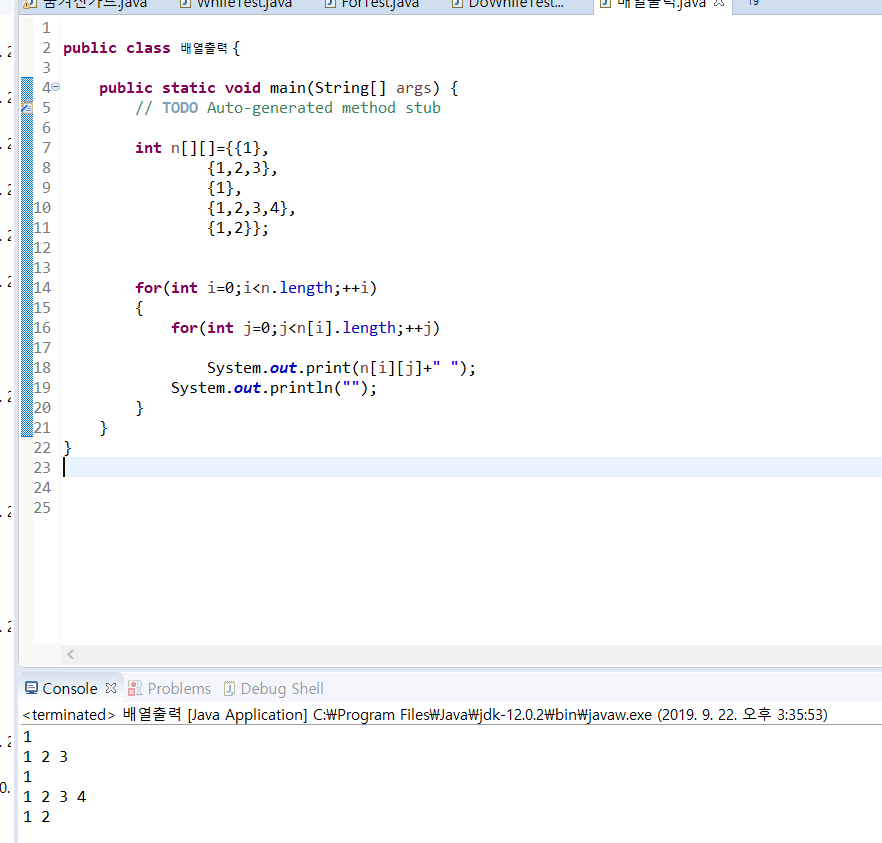 숨겨진카드.java WhileTest.java ForTest.java DoWhileTest... 배열출력.java 19
1
2 public class 배열출력 {
3
4 public static void main(String[] args) {
5 // TODO Auto-generated method stub
6
7 int n[][]={{1},
8 {1,2,3},
9 {1},
10 {1,2,3,4},
11 {1,2}};
12
13
14 for(int i=0;i<n.length;++i)
15 {
16 for(int j=0;j<n[i].length;++j)
17
18 System.out.print(n[i][j]+" ");
19 System.out.println("");
20 }
21 }
22 }
23
24
25
Console Problems Debug Shell
<terminated> 배열출력 [Java Application] C:₩Program Files₩Java₩jdk-12.0.2₩bin₩javaw.exe (2019. 9. 22. 오후 3:35:53)
1
1 2 3
1
1 2 3 4
1 2